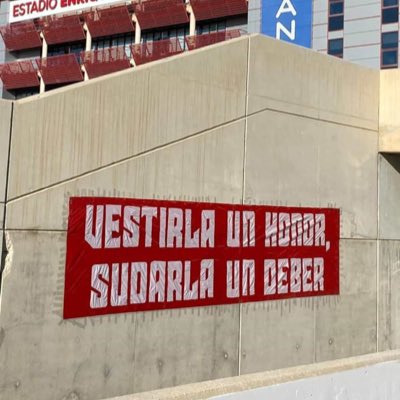 ESTADIO ENRI
AN
VESTIRLA UN HONOR,
SUDARLA UN DEBER